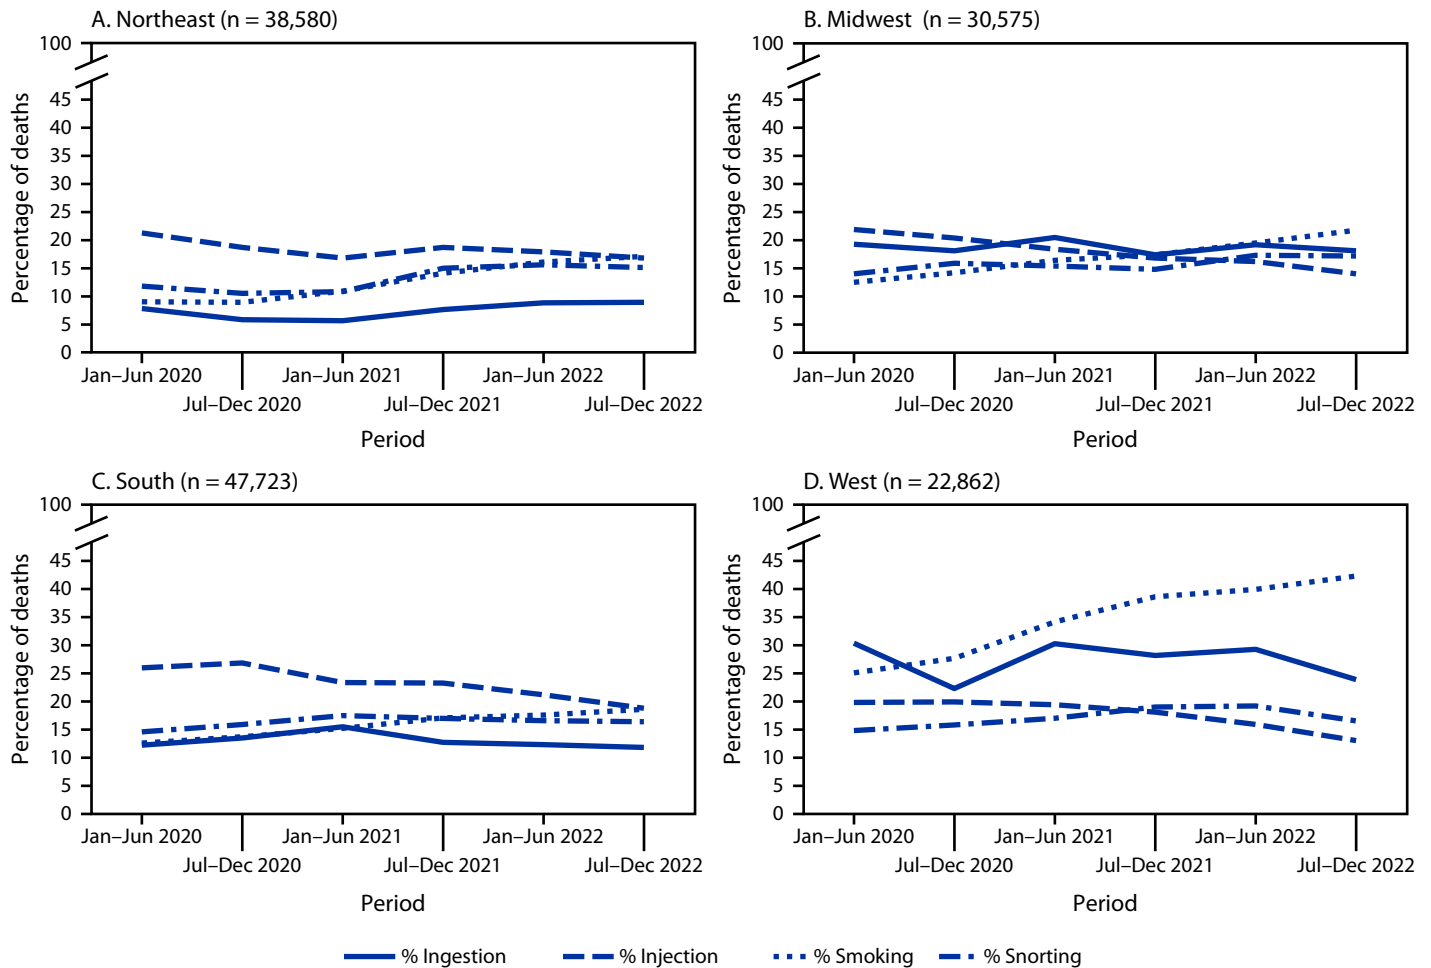 A. Northeast (n = 38,580)
100
45
40
35
30
25
20
15
10
5
0
Percentage of deaths
Jan–Jun 2020
Jan–Jun 2021
Jan–Jun 2022
Jul–Dec 2020
Jul–Dec 2021
Jul–Dec 2022
Period
B. Midwest (n = 30,575)
100
45
40
35
30
25
20
15
10
5
0
Percentage of deaths
Jan–Jun 2020
Jan–Jun 2021
Jan–Jun 2022
Jul–Dec 2020
Jul–Dec 2021
Jul–Dec 2022
Period
C. South (n = 47,723)
100
45
40
35
30
25
20
15
10
5
0
Percentage of deaths
Jan–Jun 2020
Jan–Jun 2021
Jan–Jun 2022
Jul–Dec 2020
Jul–Dec 2021
Jul–Dec 2022
Period
D. West (n = 22,862)
100
45
40
35
30
25
20
15
10
5
0
Percentage of deaths
Jan–Jun 2020
Jan–Jun 2021
Jan–Jun 2022
Jul–Dec 2020
Jul–Dec 2021
Jul–Dec 2022
Period
% Ingestion
% Injection
% Smoking
% Snorting